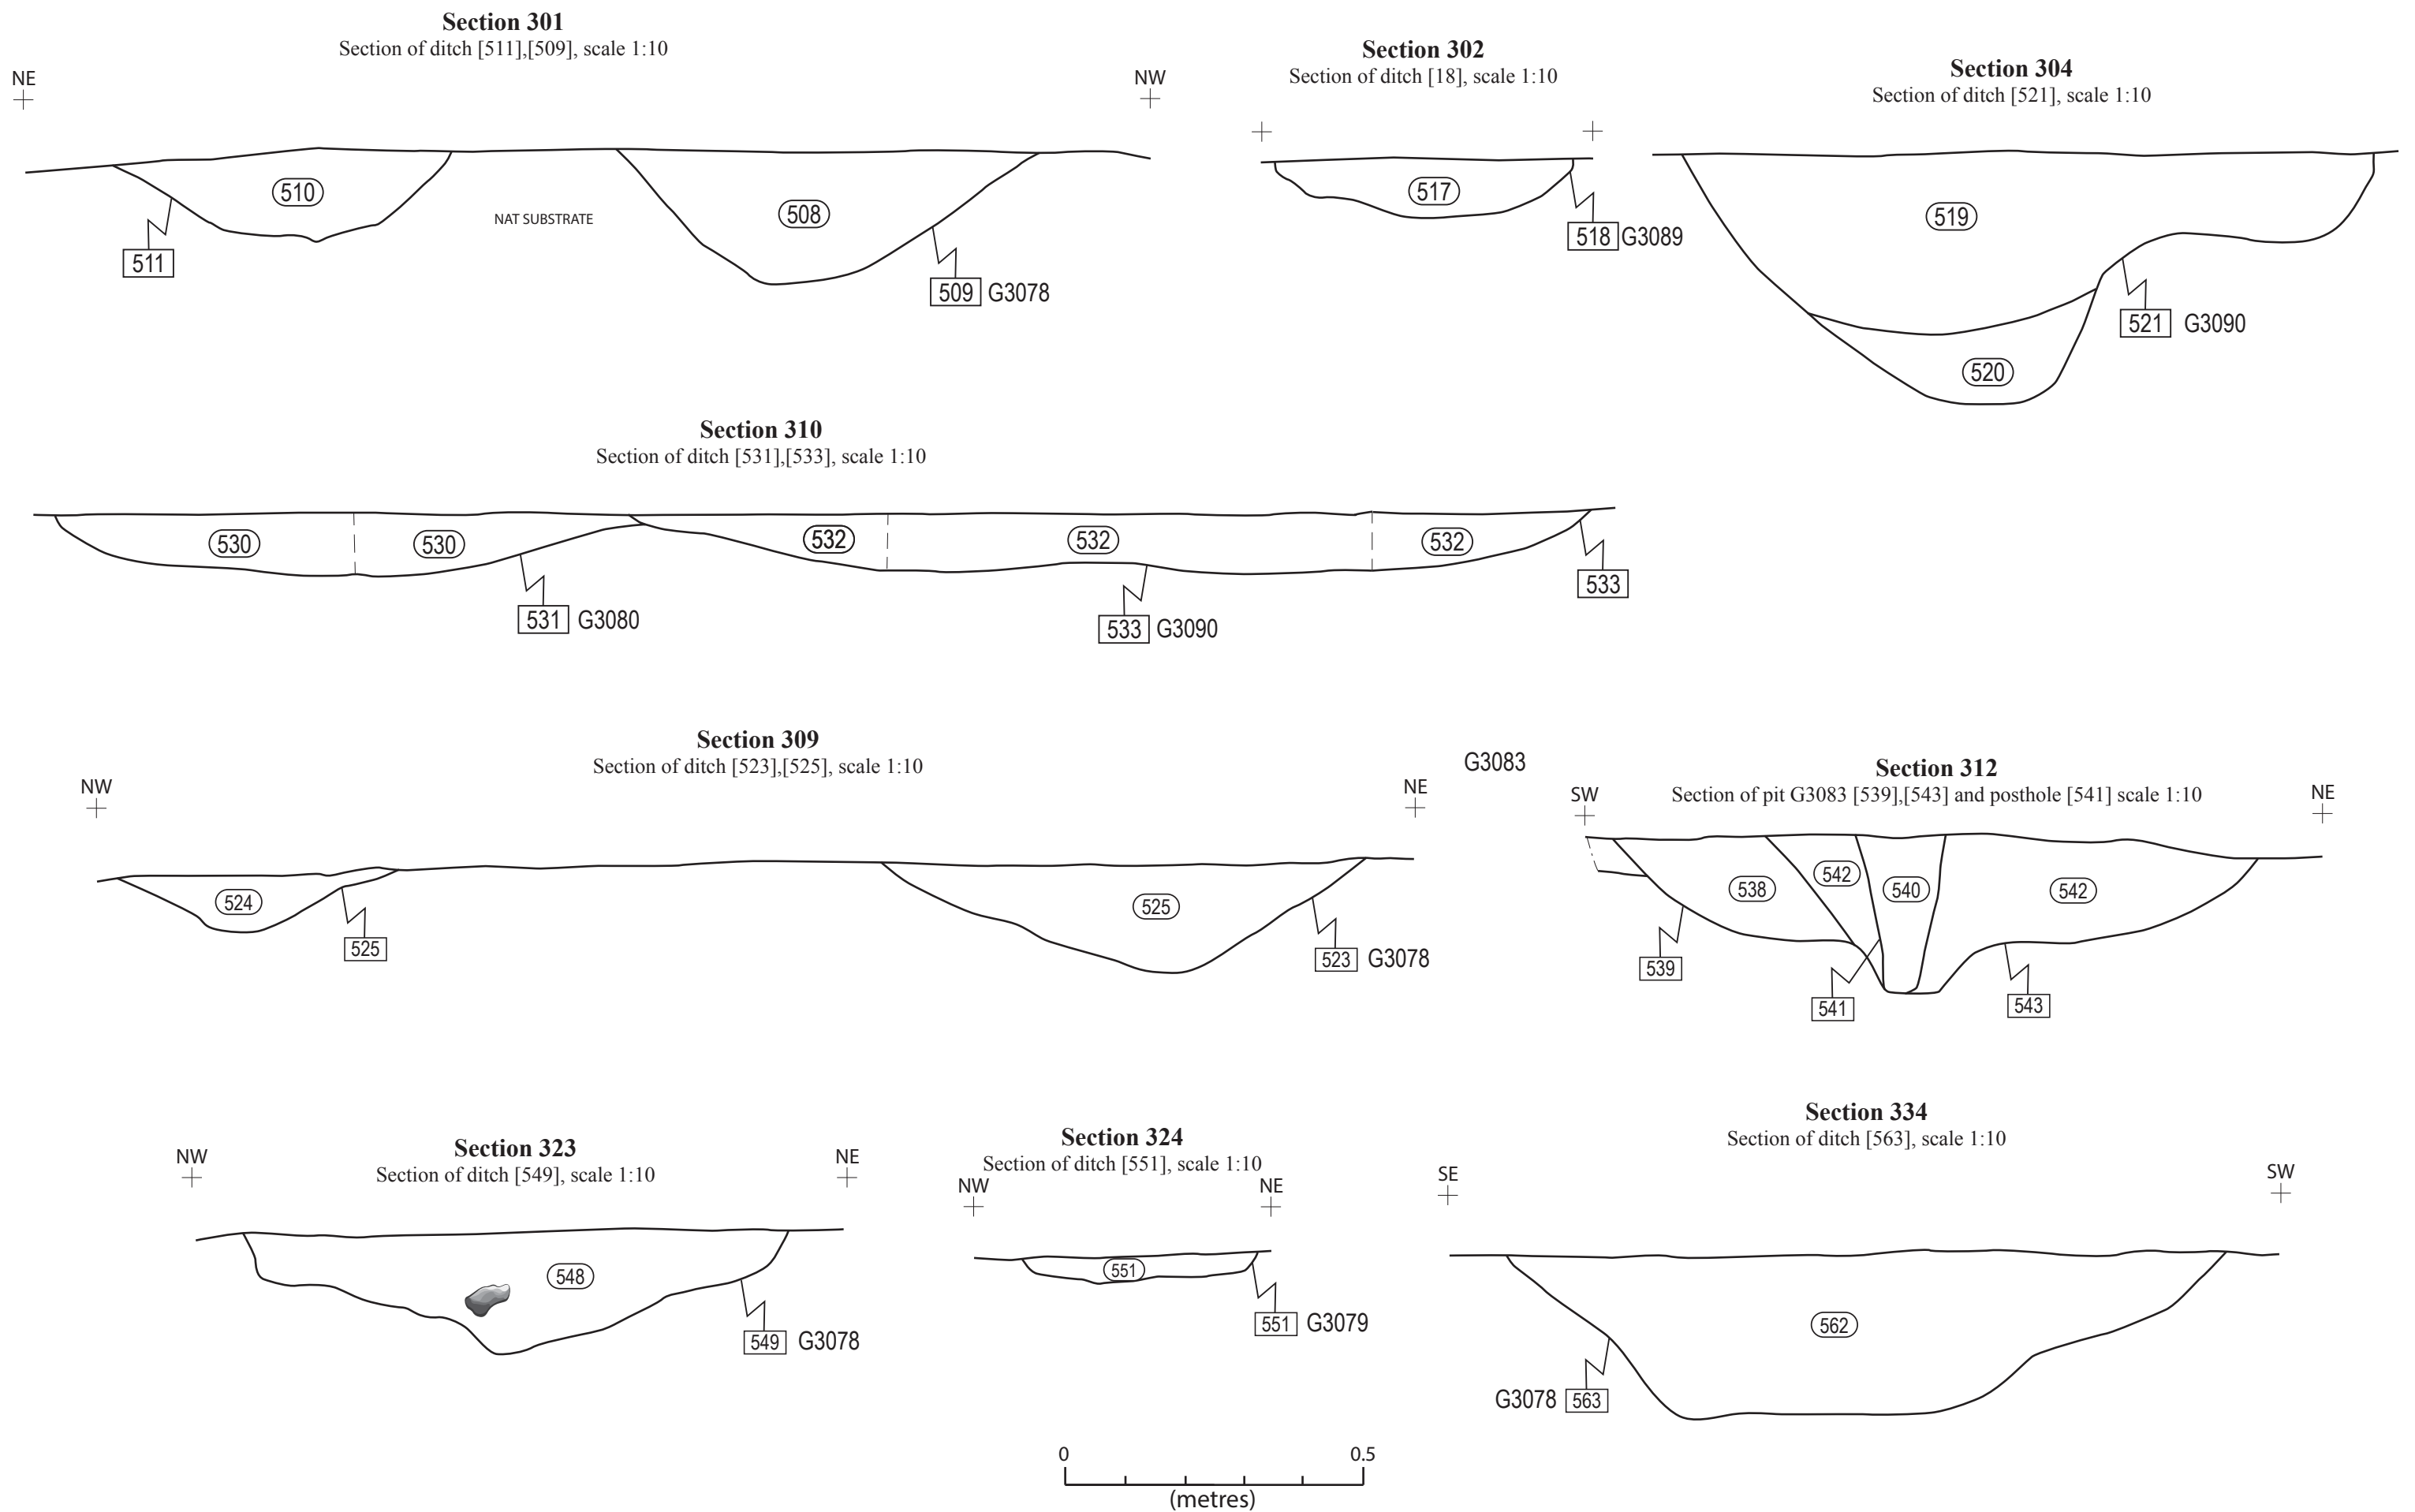 Section 301
Section of ditch [511],[509], scale 1:10
NE
NW
510
508
NAT SUBSTRATE
511
509 G3078
Section 302
Section of ditch [18], scale 1:10
517
518 G3089
Section 304
Section of ditch [521], scale 1:10
519
521 G3090
520
Section 310
Section of ditch [531],[533], scale 1:10
530
530
532
532
532
531 G3080
533 G3090
533
Section 309
Section of ditch [523],[525], scale 1:10
NW
NE
524
525
525
523 G3078
G3083
Section 312
Section of pit G3083 [539],[543] and posthole [541] scale 1:10
SW
NE
538
542
540
542
539
541
543
Section 323
Section of ditch [549], scale 1:10
NW
NE
548
549 G3078
Section 324
Section of ditch [551], scale 1:10
NW
NE
551
551 G3079
Section 334
Section of ditch [563], scale 1:10
SE
SW
562
G3078 563
0 0.5
(metres)